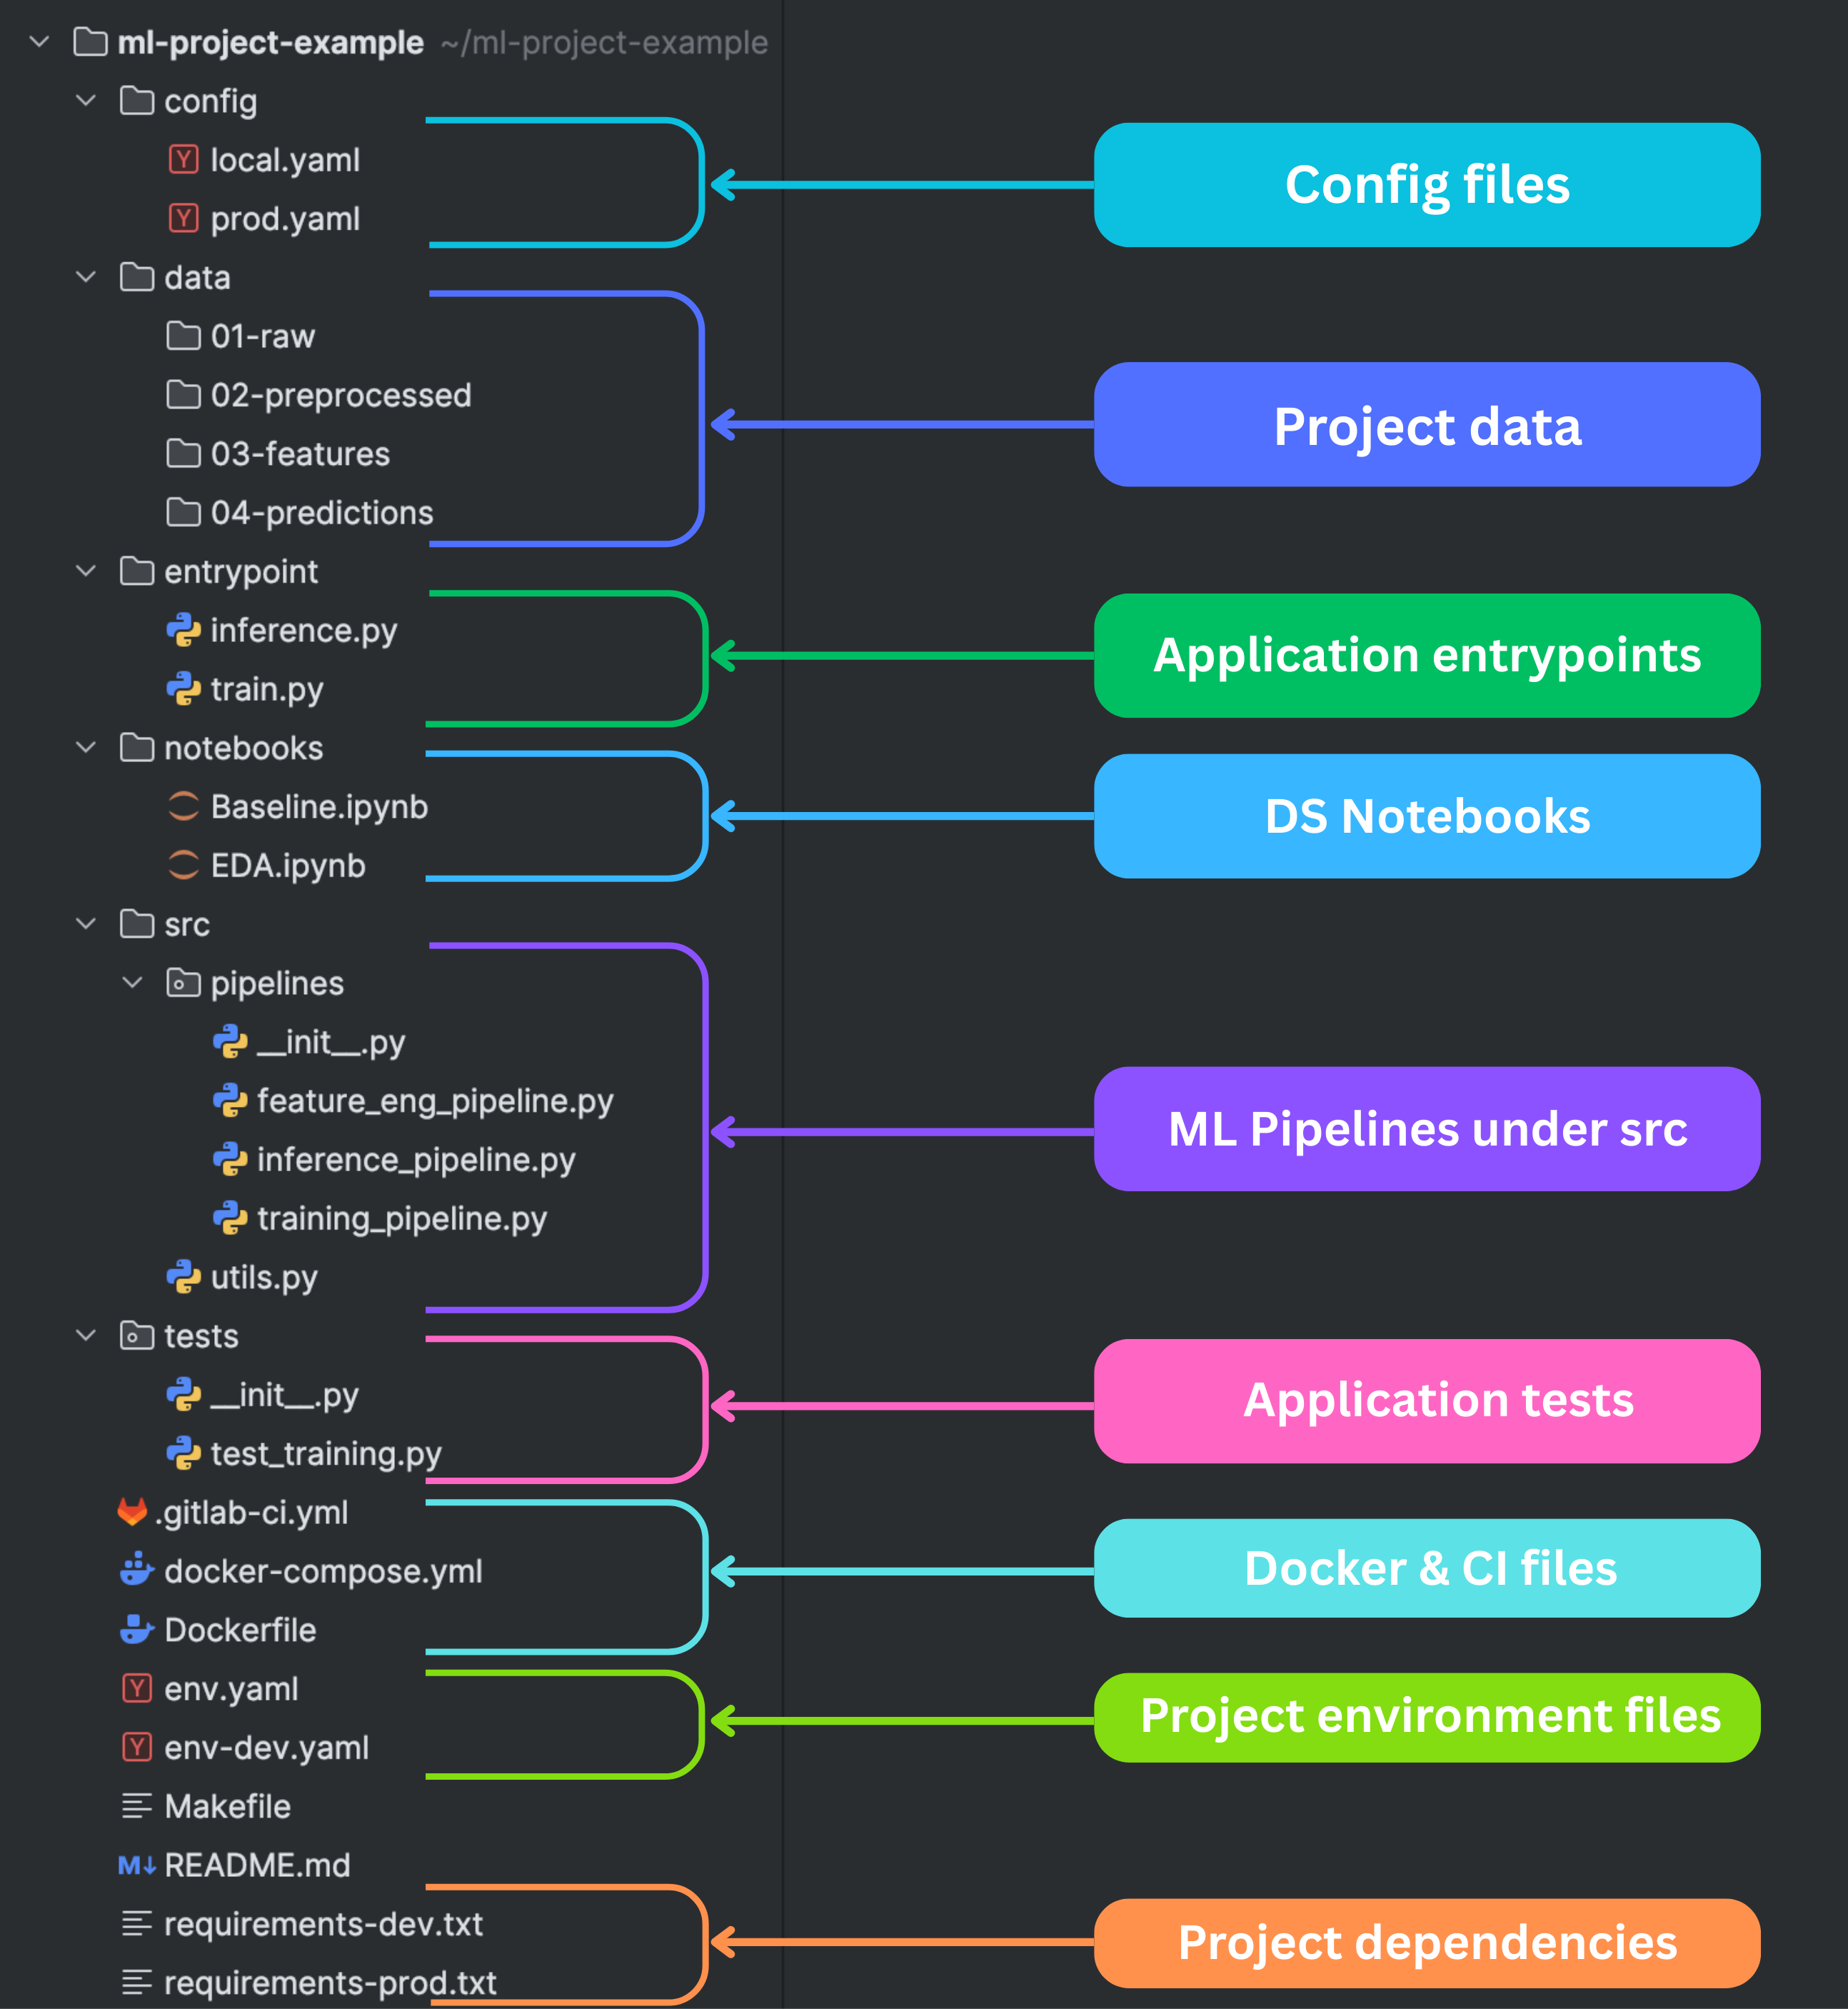 ml-project-example ~/ml-project-example
config
local.yaml
prod.yaml
Config files
data
01-raw
02-preprocessed
03-features
04-predictions
Project data
entrypoint
inference.py
train.py
Application entrypoints
notebooks
Baseline.ipynb
EDA.ipynb
DS Notebooks
src
pipelines
__init__.py
feature_eng_pipeline.py
inference_pipeline.py
training_pipeline.py
utils.py
ML Pipelines under src
tests
__init__.py
test_training.py
Application tests
.gitlab-ci.yml
docker-compose.yml
Dockerfile
Docker & CI files
env.yaml
env-dev.yaml
Project environment files
Makefile
README.md
requirements-dev.txt
requirements-prod.txt
Project dependencies